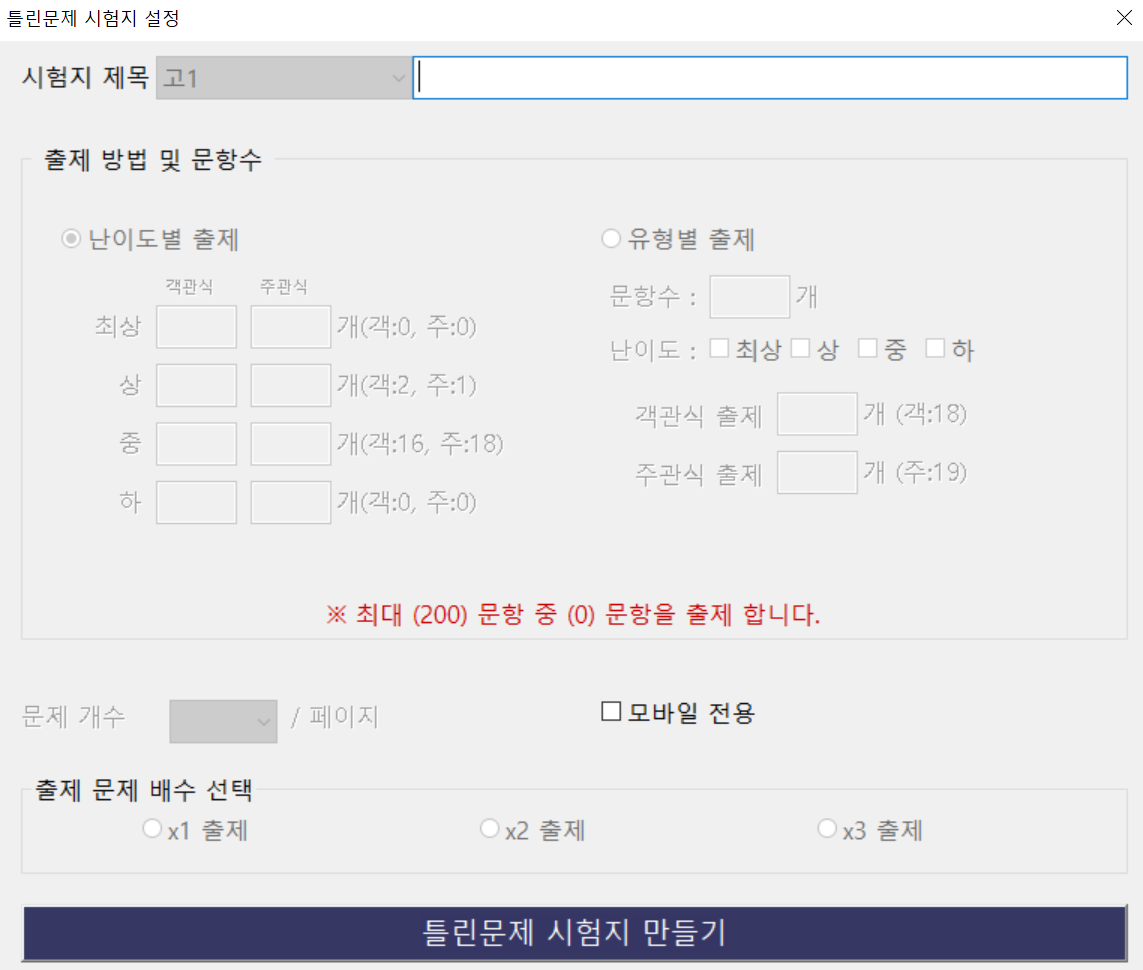 틀린문제 시험지 설정
시험지 제목 고1
출제 방법 및 문항수
난이도별 출제
객관식 주관식
최상 개(객:0, 주:0)
상 개(객:2, 주:1)
중 개(객:16, 주:18)
하 개(객:0, 주:0)
유형별 출제
문항수 : 개
난이도 : 최상 상 중 하
객관식 출제 개 (객:18)
주관식 출제 개 (주:19)
※ 최대 (200) 문항 중 (0) 문항을 출제 합니다.
문제 개수 / 페이지
모바일 전용
출제 문제 배수 선택
x1 출제 x2 출제 x3 출제
틀린문제 시험지 만들기